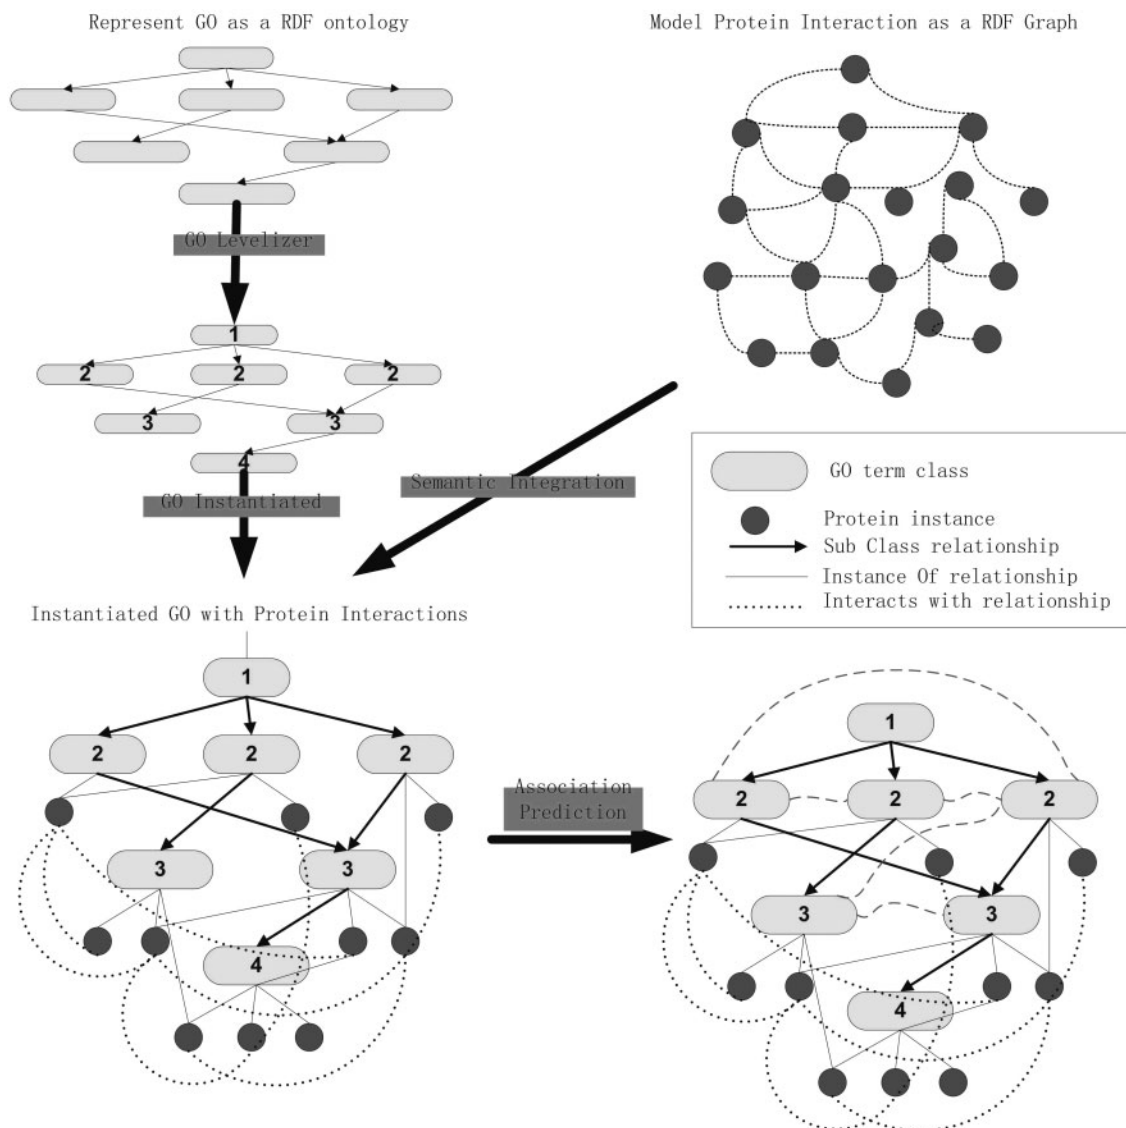 Represent GO as a RDF ontology
Model Protein Interaction as a RDF Graph
GO Levelizer
1
2 2 2
3 3
4
GO Instantiated
Semantic Integration
GO term class
Protein instance
Sub Class relationship
Instance Of relationship
Interacts with relationship
Instantiated GO with Protein Interactions
1
2 2 2
3 3
4
Association
Prediction
1
2 2 2
3 3
4